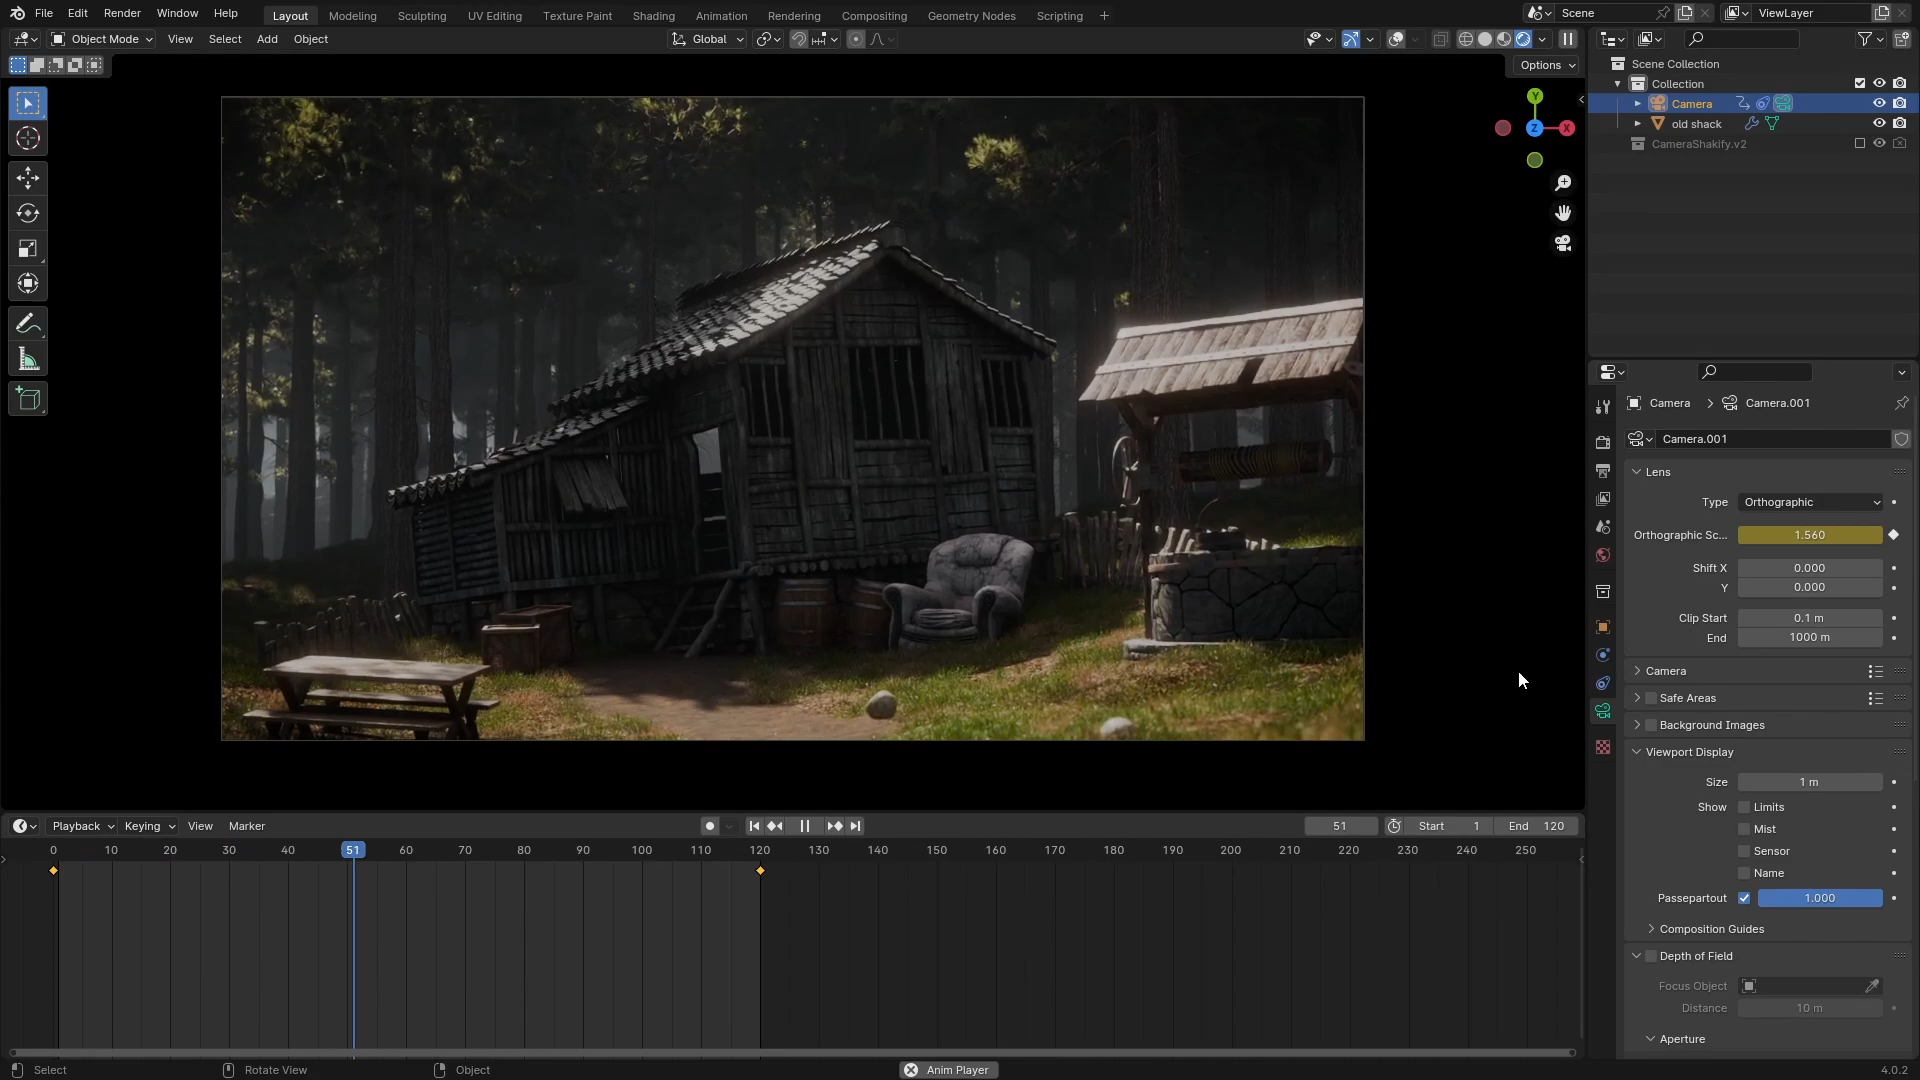 File Edit Render Window Help Layout Modeling Sculpting UV Editing Texture Paint Shading Animation Rendering Compositing Geometry Nodes Scripting + Scene ViewLayer
Object Mode View Select Add Object Global
Options
Scene Collection
Collection
Camera
old shack
CameraShakify.v2
Y
Z X
Camera > Camera.001
Camera.001
Lens
Type Orthographic
Orthographic Sc... 1.560
Shift X 0.000
Y 0.000
Clip Start 0.1 m
End 1000 m
Camera
Safe Areas
Background Images
Viewport Display
Size 1 m
Show Limits
Mist
Sensor
Name
Passepartout 1.000
Composition Guides
Depth of Field
Focus Object
Distance 10 m
Aperture
Playback Keying View Marker 51 Start 1 End 120
0 10 20 30 40 51 60 70 80 90 100 110 120 130 140 150 160 170 180 190 200 210 220 230 240 250
Select Rotate View Object Anim Player 4.0.2